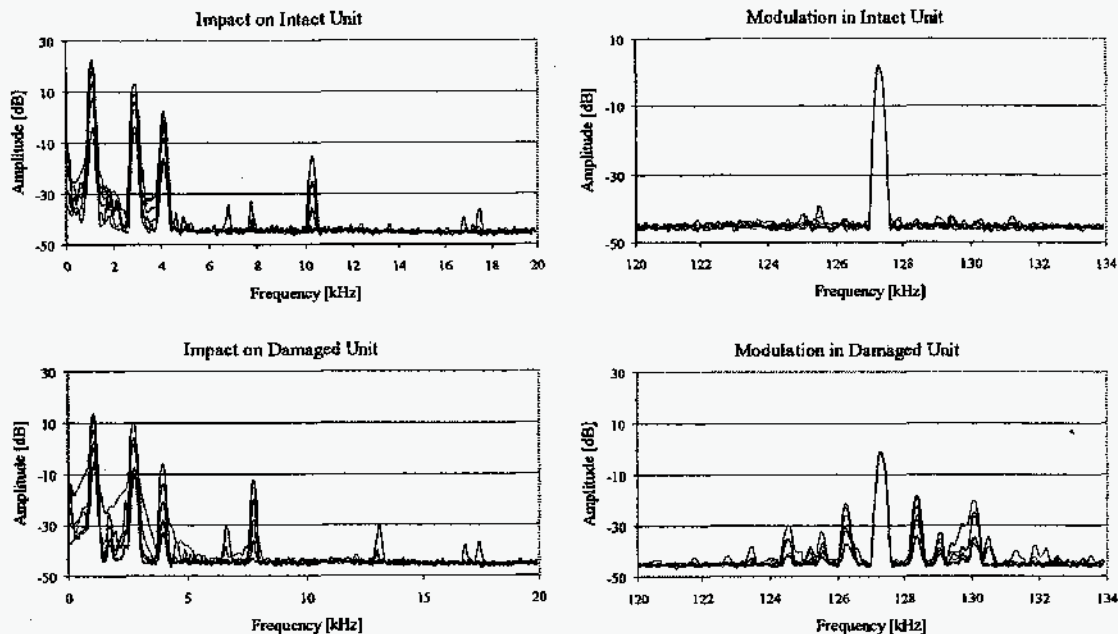 Impact on Intact Unit
30
10
-10
-30
-50
Amplitude [dB]
0 2 4 6 8 10 12 14 16 18 20
Frequency [kHz]
Modulation in Intact Unit
30
10
-10
-30
-50
Amplitude [dB]
120 122 124 126 128 130 132 134
Frequency [kHz]
Impact on Damaged Unit
30
10
-10
-30
-50
Amplitude [dB]
0 5 10 15 20
Frequency [kHz]
Modulation in Damaged Unit
30
10
-10
-30
-50
Amplitude [dB]
120 122 124 126 128 130 132 134
Frequency [kHz]